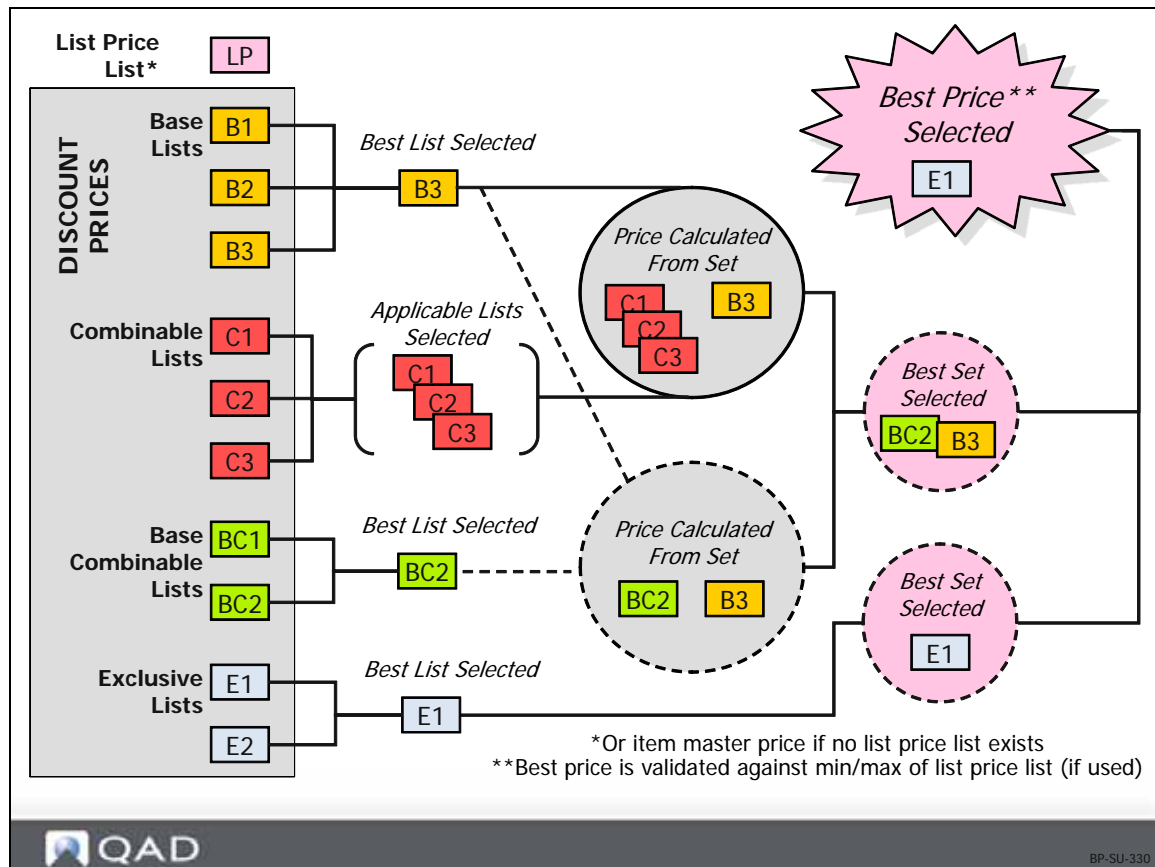 List Price
List*
LP
DISCOUNT
PRICES
Base
Lists
B1
B2
B3
Best List Selected
B3
Combinable
Lists
C1
C2
C3
Applicable Lists
Selected
C1
C2
C3
Base
Combinable
Lists
BC1
BC2
Best List Selected
BC2
Exclusive
Lists
E1
E2
Best List Selected
E1
Price Calculated
From Set
C1
C2
C3
B3
Price Calculated
From Set
BC2
B3
Best Price**
Selected
E1
Best Set
Selected
BC2
B3
Best Set
Selected
E1
*Or item master price if no list price list exists
**Best price is validated against min/max of list price list (if used)
QAD
BP-SU-330